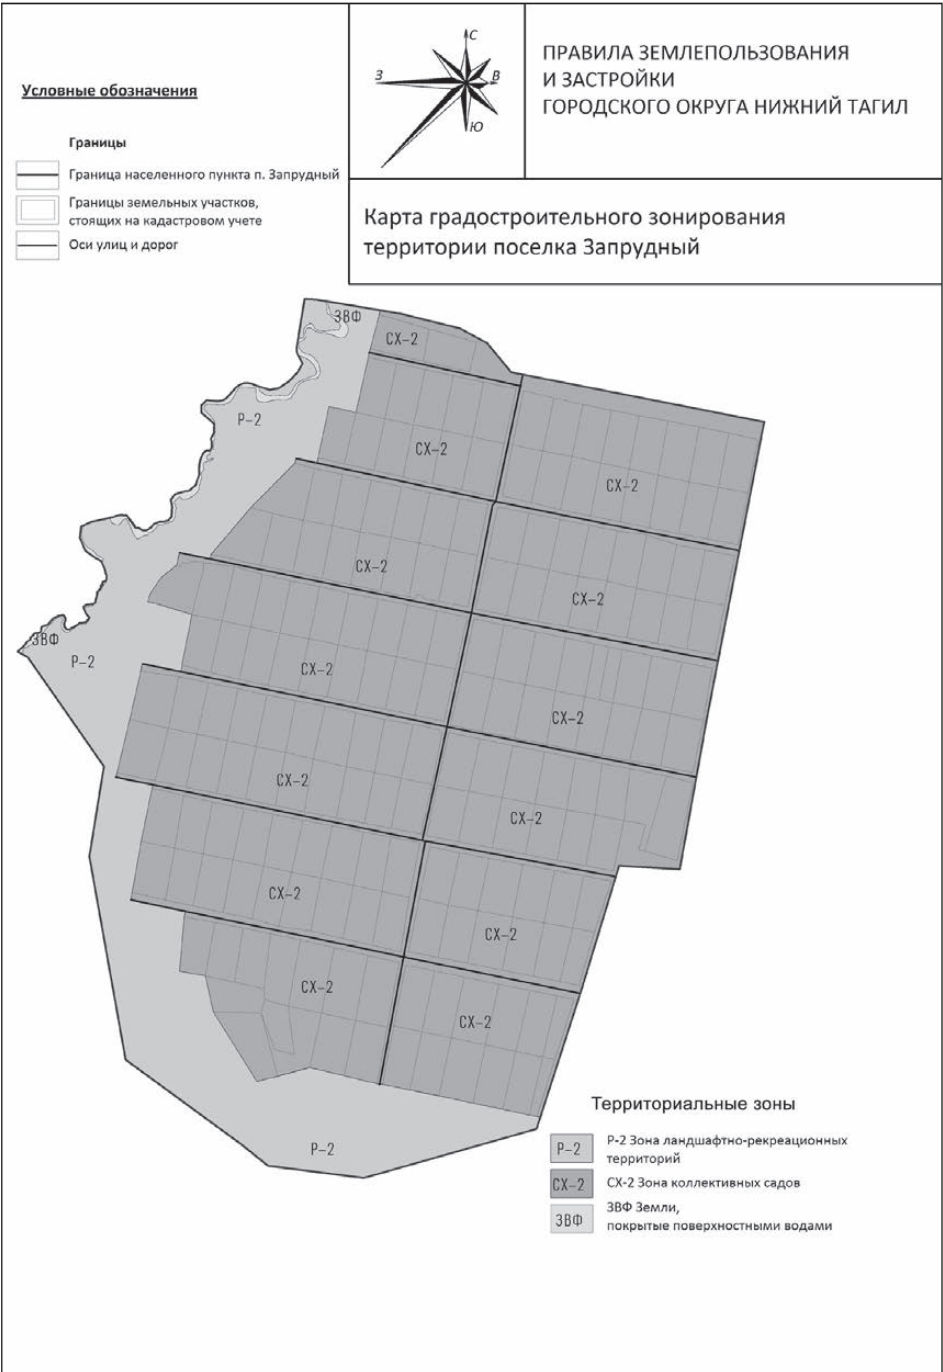 Условные обозначения
Границы
Граница населенного пункта п. Запрудный
Границы земельных участков,
стоящих на кадастровом учете
Оси улиц и дорог
С
З
В
Ю
ПРАВИЛА ЗЕМЛЕПОЛЬЗОВАНИЯ
И ЗАСТРОЙКИ
ГОРОДСКОГО ОКРУГА НИЖНИЙ ТАГИЛ
Карта градостроительного зонирования
территории поселка Запрудный
ЗВФ
СХ-2
Р-2
СХ-2
СХ-2
СХ-2
СХ-2
ЗВФ
Р-2
СХ-2
СХ-2
СХ-2
СХ-2
СХ-2
СХ-2
СХ-2
СХ-2
Р-2
Территориальные зоны
Р-2
Р-2 Зона ландшафтно-рекреационных
территорий
СХ-2
СХ-2 Зона коллективных садов
ЗВФ
ЗВФ Земли,
покрытые поверхностными водами